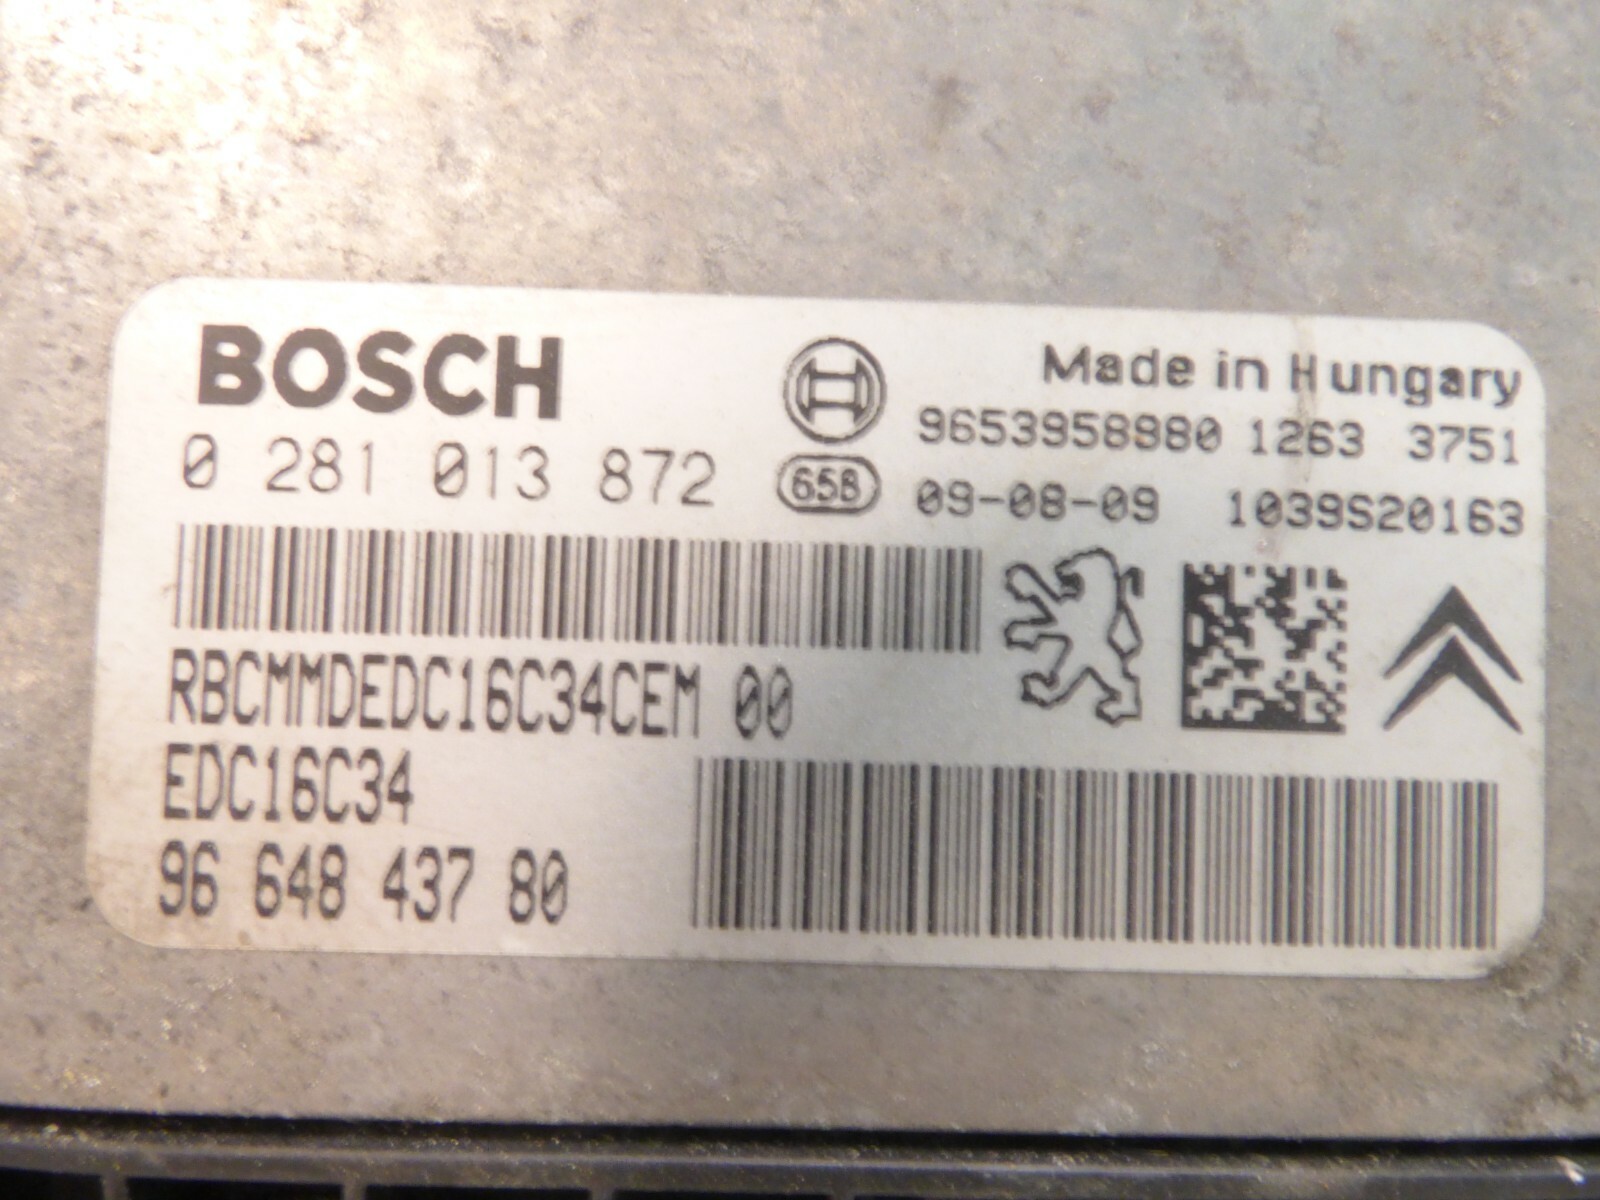 BOSCH
Made in Hungary
9653958980 1263 3751
0 281 013 872
658
09-08-09 1039S20163
RBCMMDEDC16C34CEM 00
EDC16C34
96 648 437 80